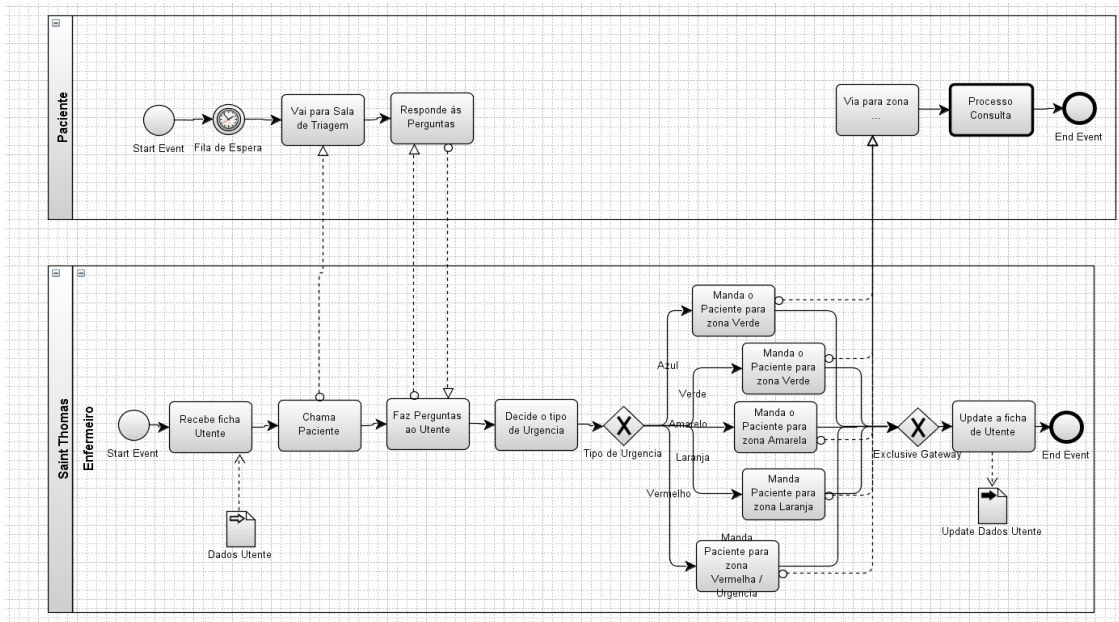 Paciente
Start Event
Fila de Espera
Vai para Sala
de Triagem
Responde ás
Perguntas
Via para zona
...
Processo
Consulta
End Event
Saint Thomas
Enfermeiro
Start Event
Recebe ficha
Utente
Dados Utente
Chama
Paciente
Faz Perguntas
ao Utente
Decide o tipo
de Urgencia
Tipo de Urgencia
Azul
Verde
Amarelo
Laranja
Vermelho
Manda o
Paciente para
zona Verde
Manda o
Paciente para
zona Verde
Manda o
Paciente para
zona Amarela
Manda
Paciente para
zona Laranja
Manda
Paciente para
zona
Vermelha /
Urgencia
Exclusive Gateway
Update a ficha
de Utente
Update Dados Utente
End Event